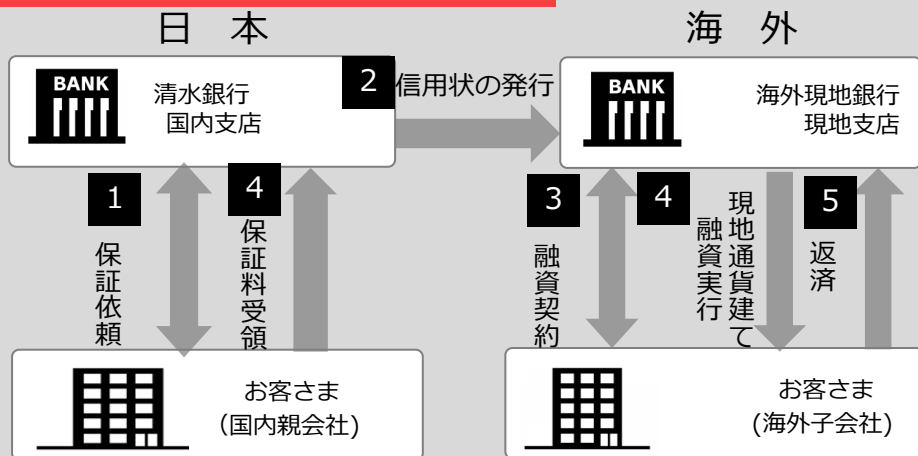 日 本
海 外
BANK
清水銀行
国内支店
2
信用状の発行
BANK
海外現地銀行
現地支店
1
保証依頼
4
保証料受領
3
融資契約
4
現地通貨建て
融資実行
5
返済
お客さま
（国内親会社)
お客さま
(海外子会社)